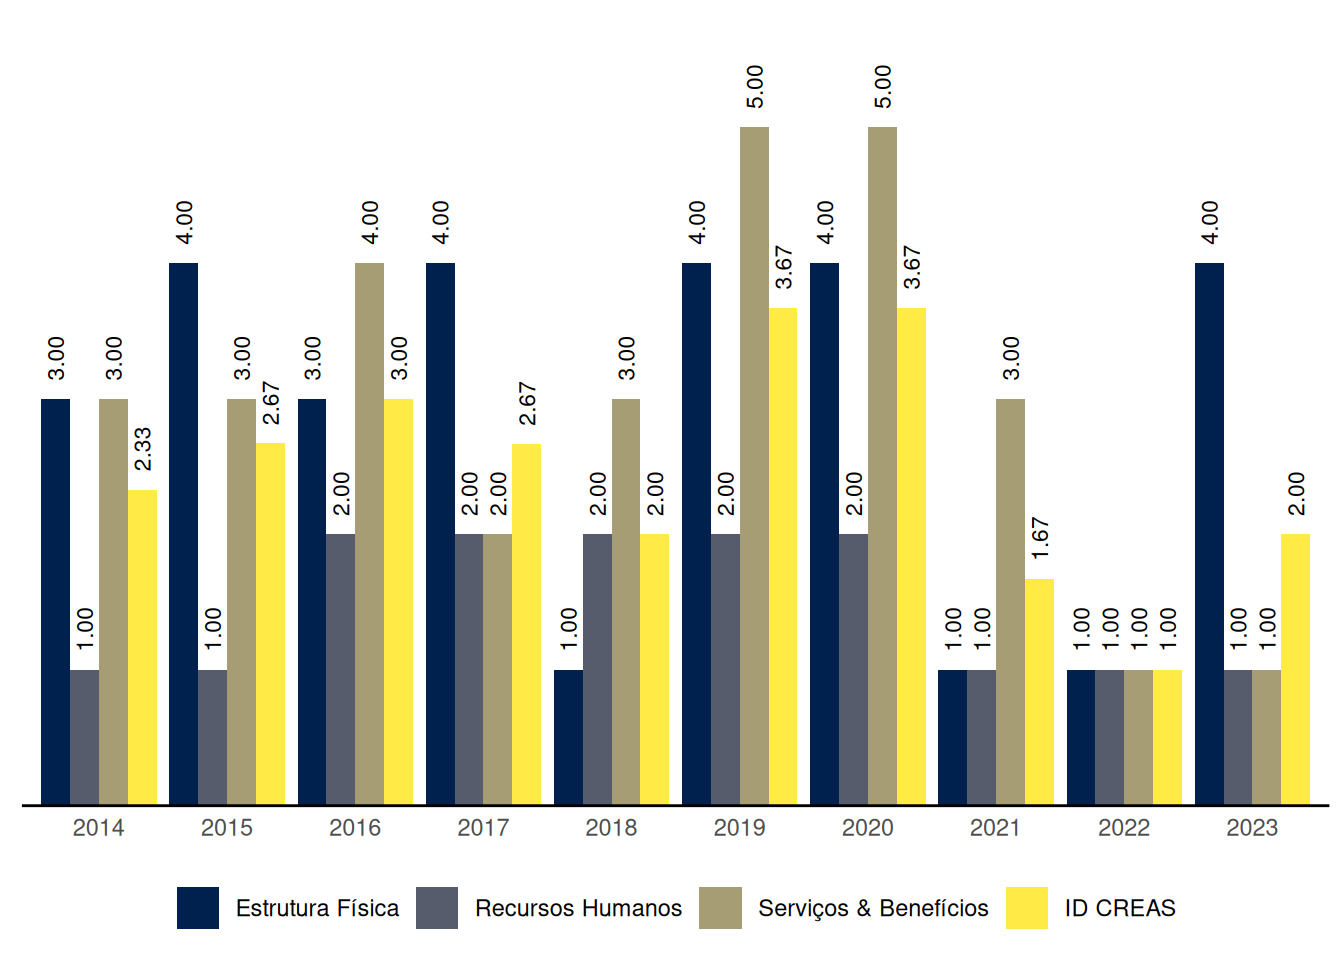 5.00 5.00
4.00 4.00 4.00 4.00 4.00 4.00
3.67 3.67
3.00 3.00 3.00 3.00 3.00 3.00 3.00
2.67 2.67
2.33
2.00 2.00 2.00 2.00 2.00 2.00 2.00 2.00
1.67
1.00 1.00 1.00 1.00 1.00 1.00 1.00 1.00 1.00 1.00 1.00
2014 2015 2016 2017 2018 2019 2020 2021 2022 2023
Estrutura Física Recursos Humanos Serviços & Benefícios ID CREAS